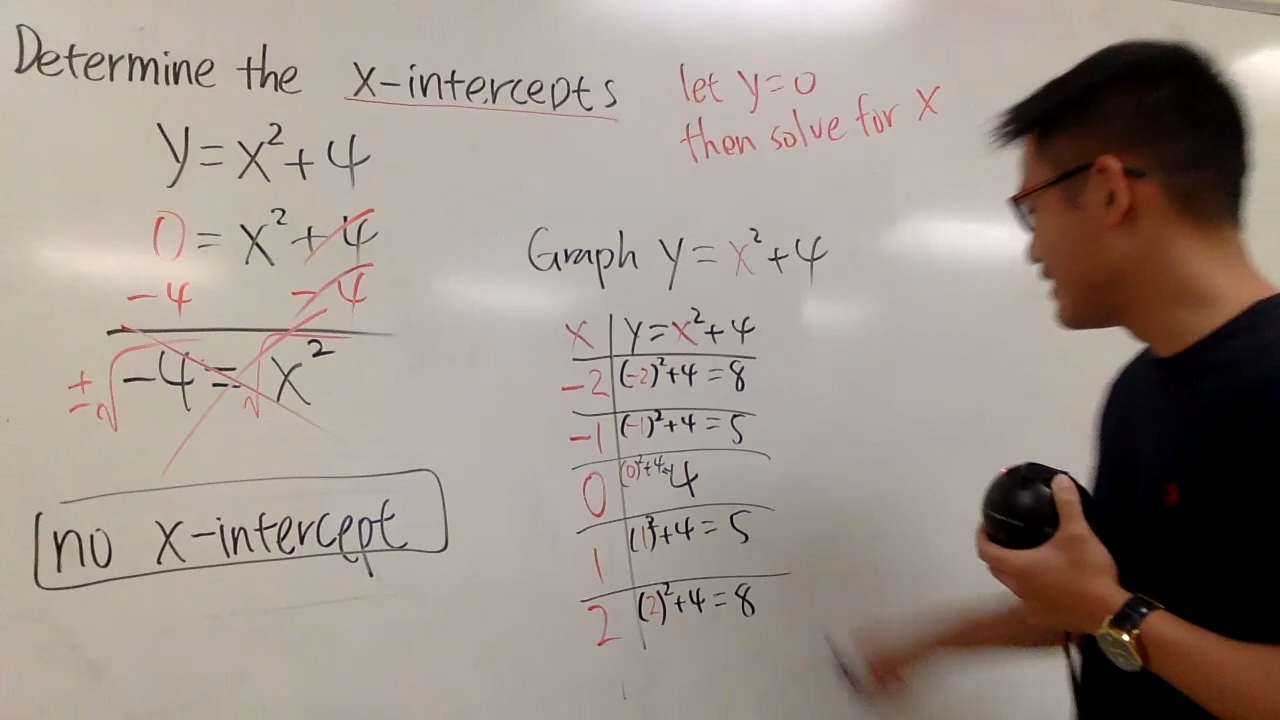 Determine the x-intercepts
let y=0
then solve for x
y=x²+4
0=x²+4
-4 -4
±√-4=√x²
no x-intercept
Graph y=x²+4
x | y=x²+4
-2 | (-2)²+4=8
-1 | (-1)²+4=5
0 | (0)²+4=4
1 | (1)²+4=5
2 | (2)²+4=8